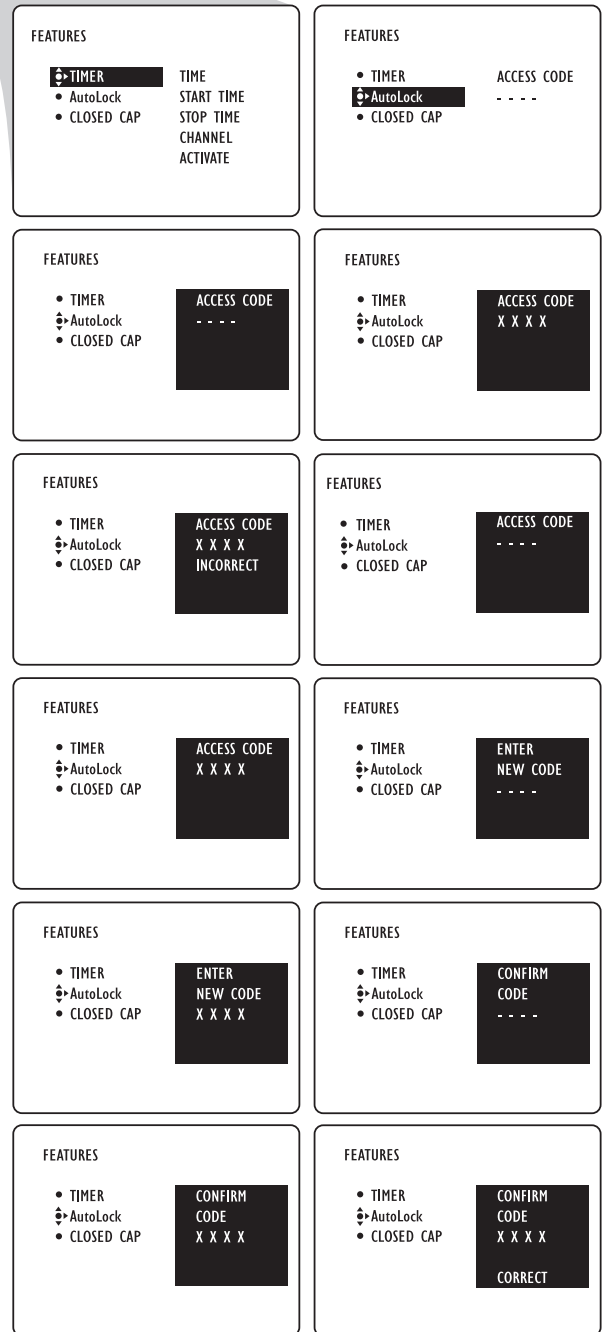 FEATURES
TIMER
AutoLock
CLOSED CAP
TIME
START TIME
STOP TIME
CHANNEL
ACTIVATE
FEATURES
TIMER
AutoLock
CLOSED CAP
ACCESS CODE
- - - -
FEATURES
TIMER
AutoLock
CLOSED CAP
ACCESS CODE
- - - -
FEATURES
TIMER
AutoLock
CLOSED CAP
ACCESS CODE
X X X X
FEATURES
TIMER
AutoLock
CLOSED CAP
ACCESS CODE
X X X X
INCORRECT
FEATURES
TIMER
AutoLock
CLOSED CAP
ACCESS CODE
- - - -
FEATURES
TIMER
AutoLock
CLOSED CAP
ACCESS CODE
X X X X
FEATURES
TIMER
AutoLock
CLOSED CAP
ENTER
NEW CODE
- - - -
FEATURES
TIMER
AutoLock
CLOSED CAP
ENTER
NEW CODE
X X X X
FEATURES
TIMER
AutoLock
CLOSED CAP
CONFIRM
CODE
- - - -
FEATURES
TIMER
AutoLock
CLOSED CAP
CONFIRM
CODE
X X X X
FEATURES
TIMER
AutoLock
CLOSED CAP
CONFIRM
CODE
X X X X
CORRECT